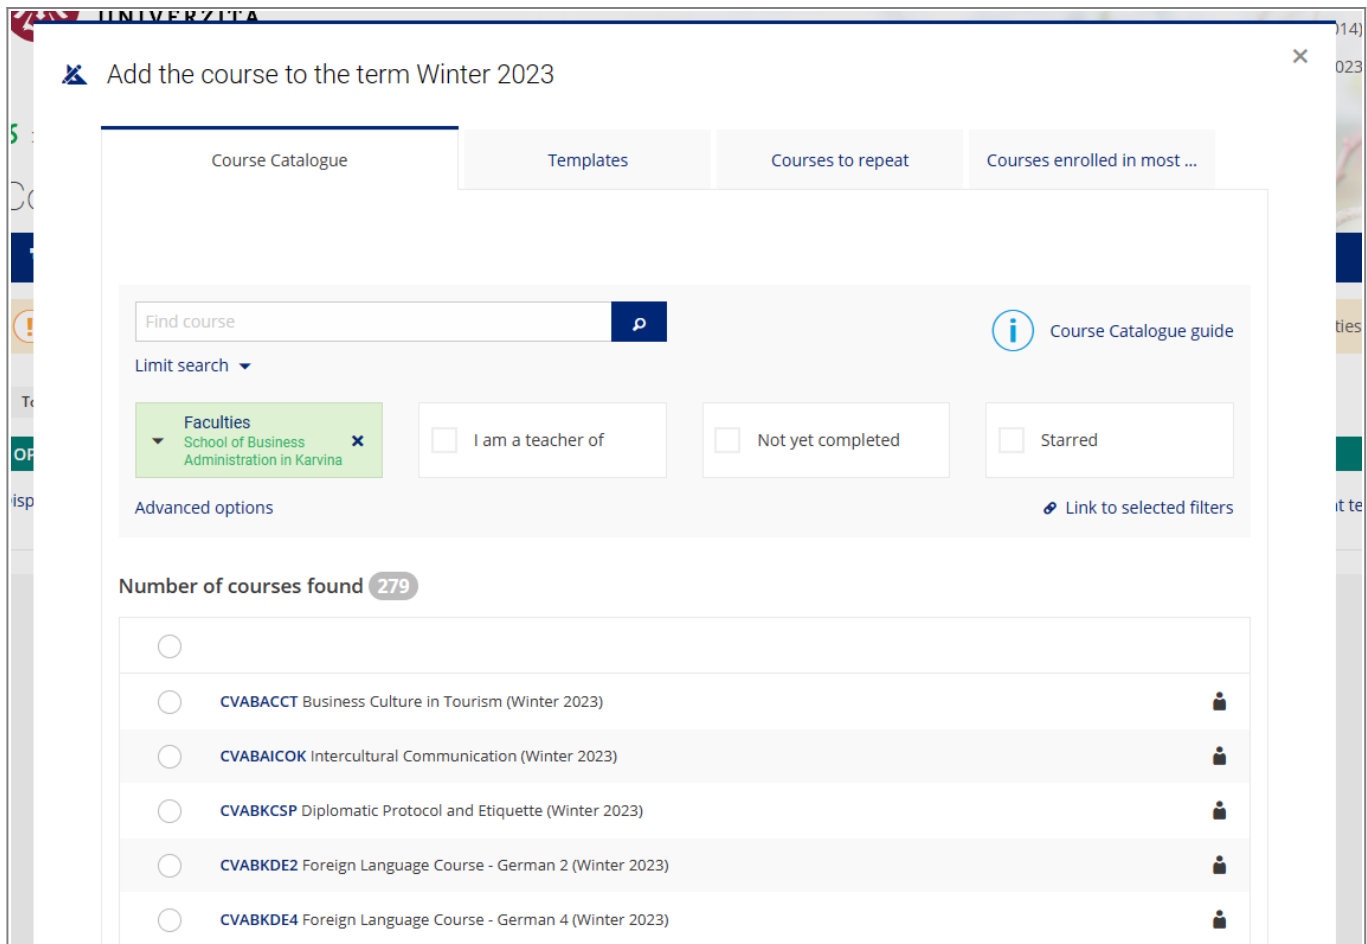 UNIVERZITA
014)
Add the course to the term Winter 2023
023
Course Catalogue
Templates
Courses to repeat
Courses enrolled in most ...
Find course
Course Catalogue guide
ties
Limit search
Faculties
School of Business
Administration in Karvina
I am a teacher of
Not yet completed
Starred
Advanced options
Link to selected filters
Number of courses found 279
CVABACCT Business Culture in Tourism (Winter 2023)
CVABAICOK Intercultural Communication (Winter 2023)
CVABKCSP Diplomatic Protocol and Etiquette (Winter 2023)
CVABKDE2 Foreign Language Course - German 2 (Winter 2023)
CVABKDE4 Foreign Language Course - German 4 (Winter 2023)